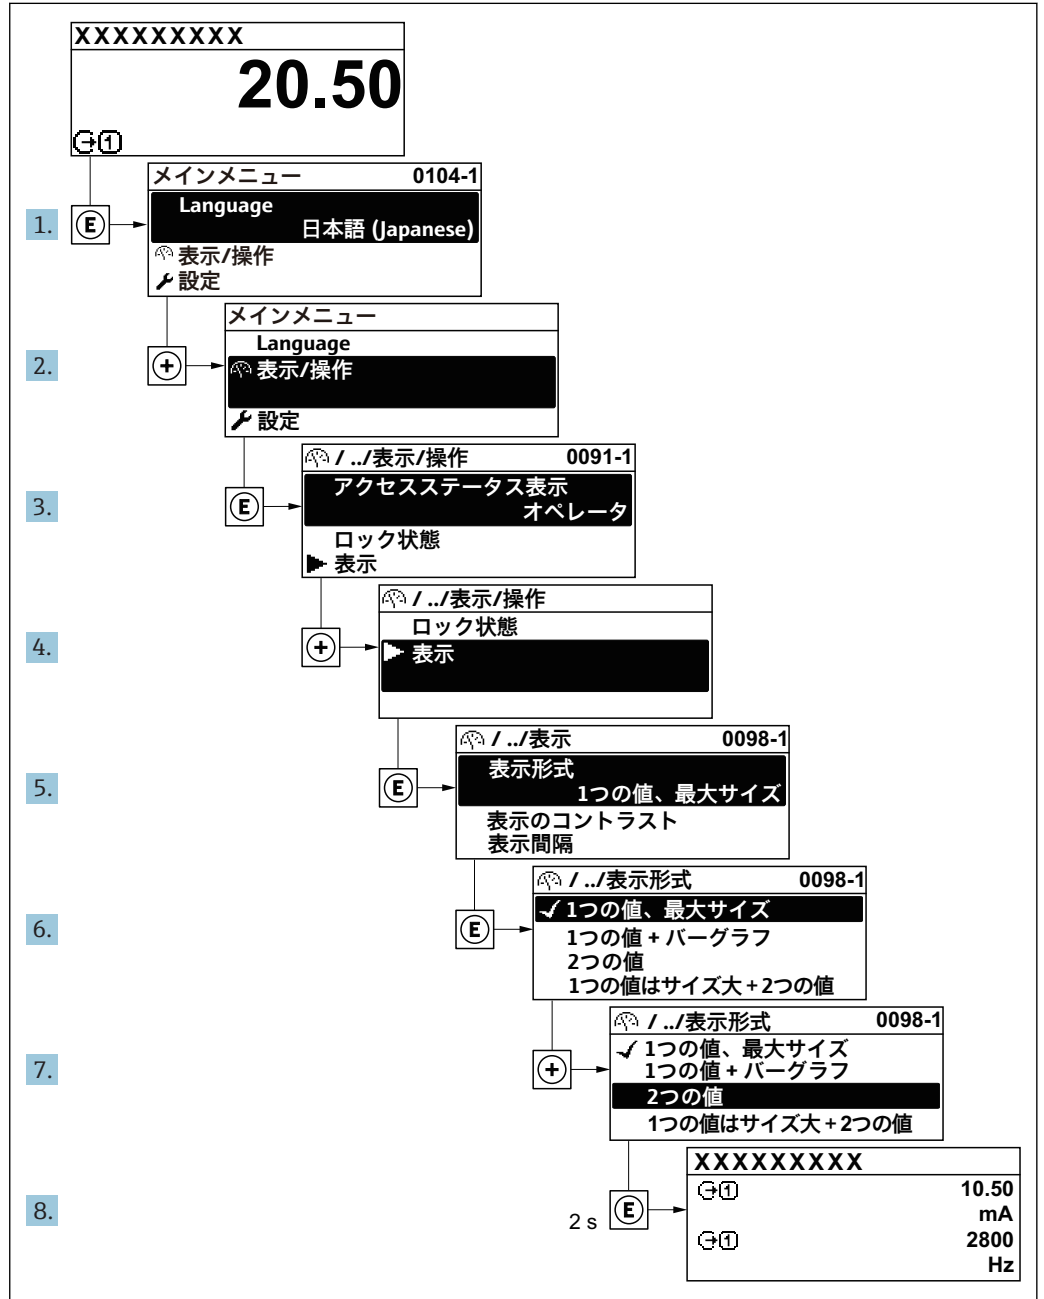 XXXXXXXXX
20.50
1
メインメニュー 0104-1
Language
日本語 (Japanese)
表示/操作
設定
1. E
メインメニュー
Language
表示/操作
設定
2. +
/ ../表示/操作 0091-1
アクセスステータス表示
オペレータ
ロック状態
表示
3. E
/ ../表示/操作
ロック状態
表示
4. +
/ ../表示 0098-1
表示形式
1つの値、最大サイズ
表示のコントラスト
表示間隔
5. E
/ ../表示形式 0098-1
1つの値、最大サイズ
1つの値 + バーグラフ
2つの値
1つの値はサイズ大 + 2つの値
6. E
/ ../表示形式 0098-1
1つの値、最大サイズ
1つの値 + バーグラフ
2つの値
1つの値はサイズ大 + 2つの値
7. +
XXXXXXXXX
1 10.50
mA
1 2800
Hz
8. 2 s E